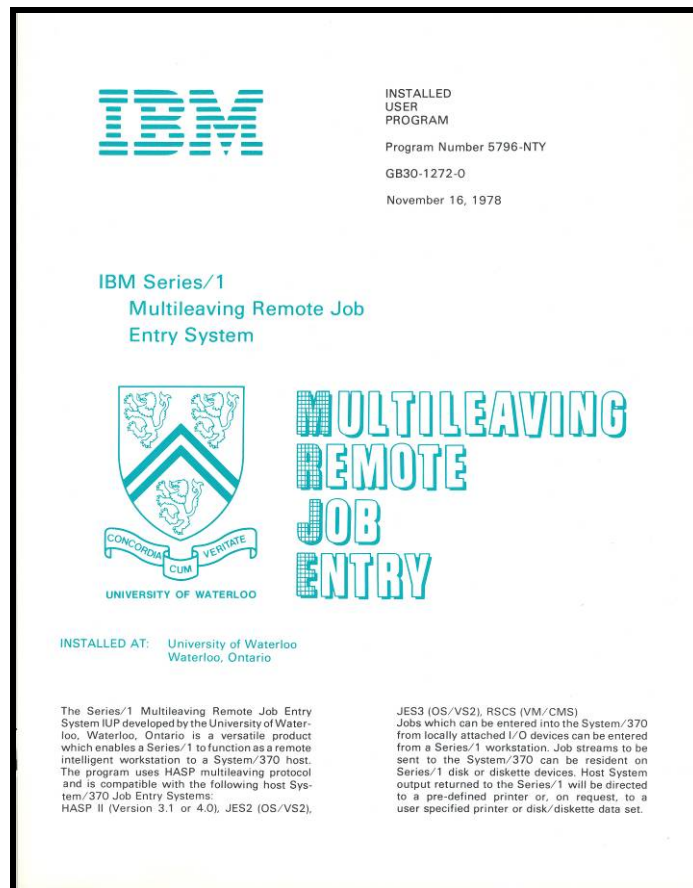 IBM
INSTALLED
USER
PROGRAM
Program Number 5796-NTY
GB30-1272-0
November 16, 1978
IBM Series/1
Multileaving Remote Job
Entry System
CONCORDIA
CUM
VERITATE
UNIVERSITY OF WATERLOO
MULTILEAVING
REMOTE
JOB
ENTRY
INSTALLED AT: University of Waterloo
Waterloo, Ontario
The Series/1 Multileaving Remote Job Entry
System IUP developed by the University of Water-
loo, Waterloo, Ontario is a versatile product
which enables a Series/1 to function as a remote
intelligent workstation to a System/370 host.
The program uses HASP multileaving protocol
and is compatible with the following host Sys-
tem/370 Job Entry Systems:
HASP II (Version 3.1 or 4.0), JES2 (OS/VS2),
JES3 (OS/VS2), RSCS (VM/CMS)
Jobs which can be entered into the System/370
from locally attached I/O devices can be entered
from a Series/1 workstation. Job streams to be
sent to the System/370 can be resident on
Series/1 disk or diskette devices. Host System
output returned to the Series/1 will be directed
to a pre-defined printer or, on request, to a
user specified printer or disk/diskette data set.